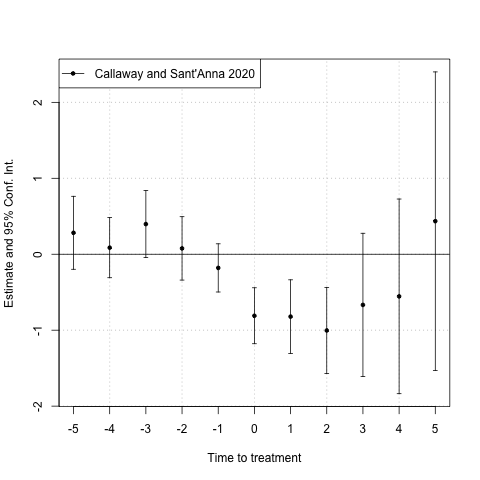 Callaway and Sant'Anna 2020
Estimate and 95% Conf. Int.
2
1
0
-1
-2
-5 -4 -3 -2 -1 0 1 2 3 4 5
Time to treatment